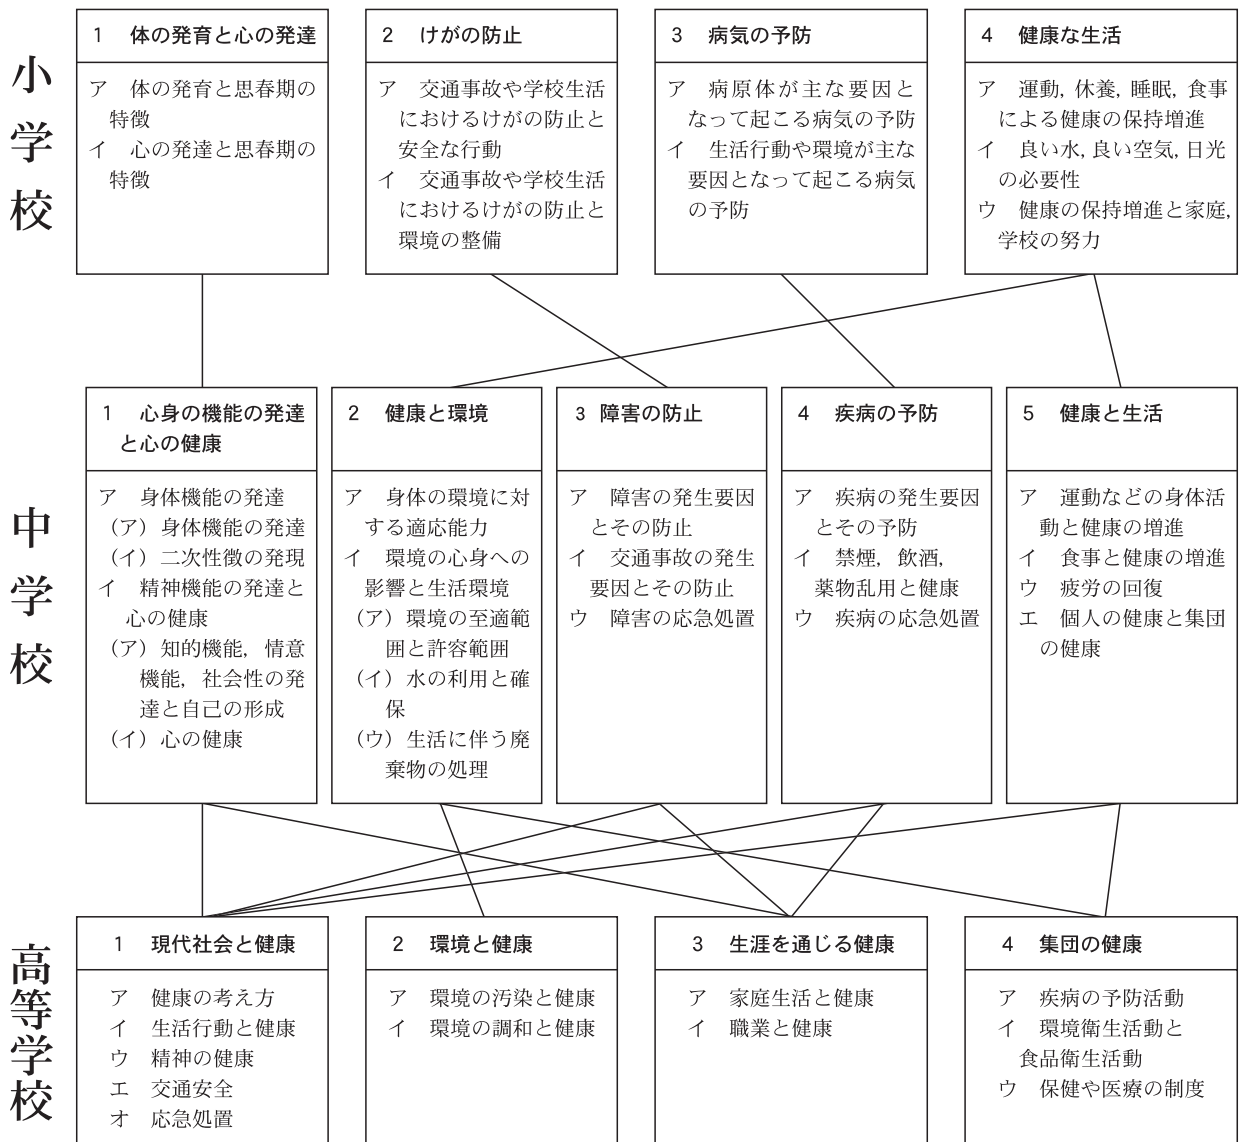 小学校
1 体の発育と心の発達
ア 体の発育と思春期の
特徴
イ 心の発達と思春期の
特徴
2 けがの防止
ア 交通事故や学校生活
におけるけがの防止と
安全な行動
イ 交通事故や学校生活
におけるけがの防止と
環境の整備
3 病気の予防
ア 病原体が主な要因と
なって起こる病気の予防
イ 生活行動や環境が主な
要因となって起こる病気
の予防
4 健康な生活
ア 運動, 休養, 睡眠, 食事
による健康の保持増進
イ 良い水, 良い空気, 日光
の必要性
ウ 健康の保持増進と家庭,
学校の努力
中学校
1 心身の機能の発達
と心の健康
ア 身体機能の発達
（ア）身体機能の発達
（イ）二次性徴の発現
イ 精神機能の発達と
心の健康
（ア）知的機能, 情意
機能, 社会性の発
達と自己の形成
（イ）心の健康
2 健康と環境
ア 身体の環境に対
する適応能力
イ 環境の心身への
影響と生活環境
（ア）環境の至適範
囲と許容範囲
（イ）水の利用と確
保
（ウ）生活に伴う廃
棄物の処理
3 障害の防止
ア 障害の発生要因
とその防止
イ 交通事故の発生
要因とその防止
ウ 障害の応急処置
4 疾病の予防
ア 疾病の発生要因
とその予防
イ 禁煙, 飲酒,
薬物乱用と健康
ウ 疾病の応急処置
5 健康と生活
ア 運動などの身体活
動と健康の増進
イ 食事と健康の増進
ウ 疲労の回復
エ 個人の健康と集団
の健康
高等学校
1 現代社会と健康
ア 健康の考え方
イ 生活行動と健康
ウ 精神の健康
エ 交通安全
オ 応急処置
2 環境と健康
ア 環境の汚染と健康
イ 環境の調和と健康
3 生涯を通じる健康
ア 家庭生活と健康
イ 職業と健康
4 集団の健康
ア 疾病の予防活動
イ 環境衛生活動と
食品衛生活動
ウ 保健や医療の制度